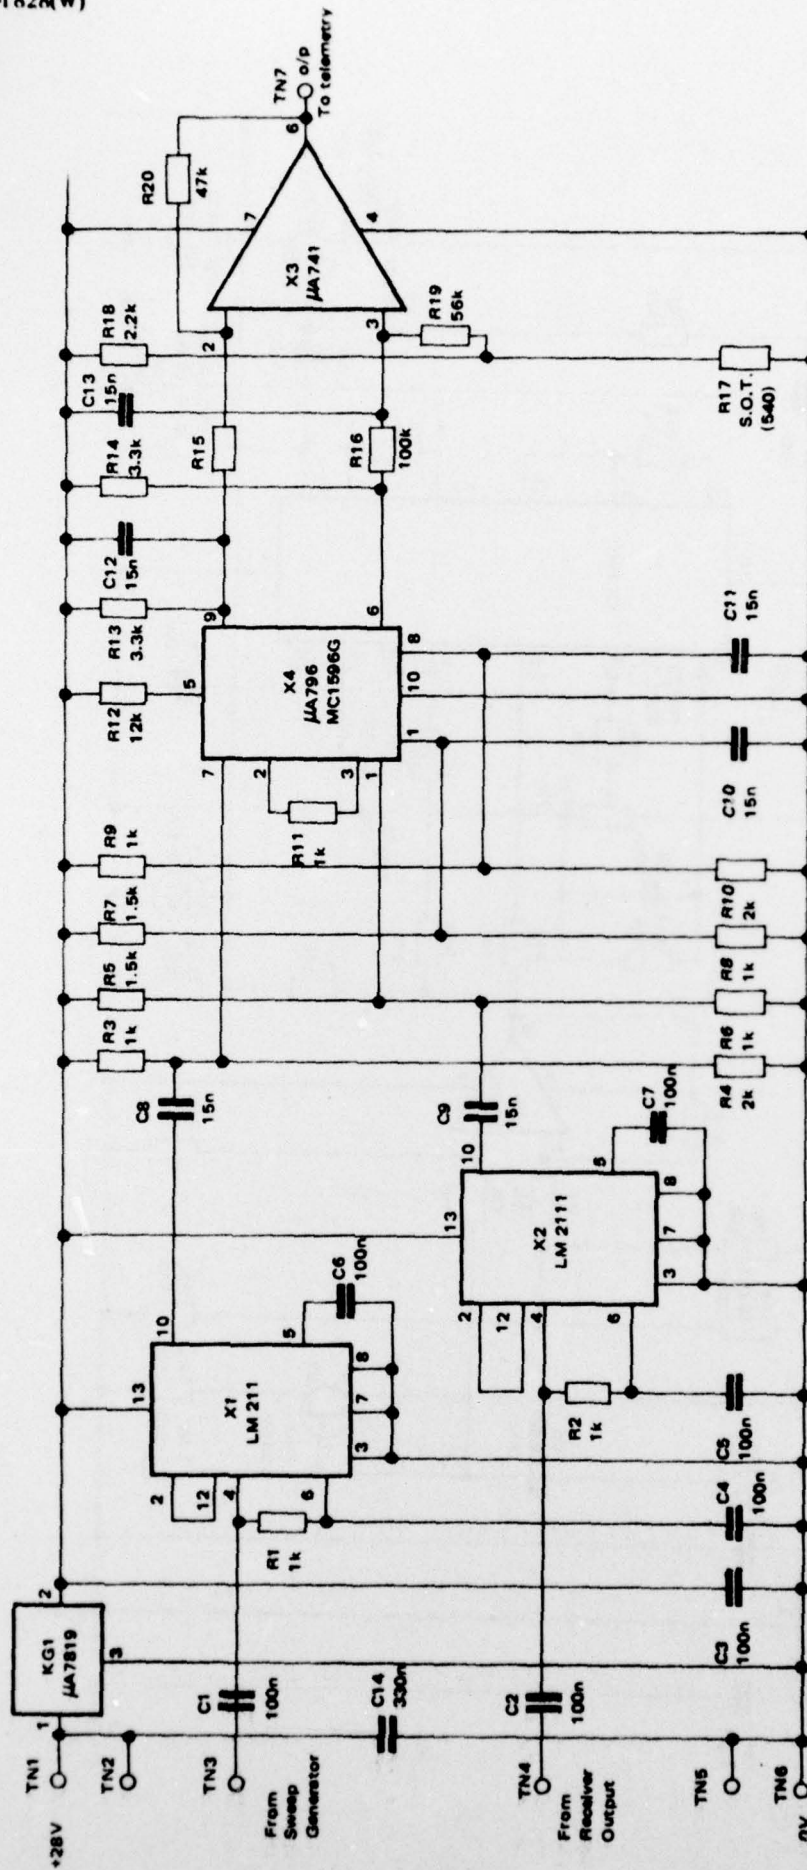 TN1
+28V
TN2
TN3
From
Sweep
Generator
TN4
From
Receiver
Output
TN5
TN6
0V
1
KG1
µA7819
2
3
C1
100n
C14
330n
C2
100n
C3
100n
C4
100n
C5
100n
R1
1k
R2
1k
2
12
4
6
13
X1
LM 211
3
7
8
10
5
C6
100n
2
12
4
6
13
X2
LM 2111
3
7
8
10
5
C7
100n
C8
15n
C9
15n
R3
1k
R5
1.5k
R7
1.5k
R9
1k
R4
2k
R6
1k
R8
1k
R10
2k
7
2
3
1
R11
1k
R12
12k
5
X4
µA796
MC1596G
1
10
8
9
6
C10
15n
C11
15n
R13
3.3k
C12
15n
R14
3.3k
C13
15n
R18
2.2k
R15
R16
100k
2
3
R19
56k
R17
S.O.T.
(540)
X3
µA741
7
4
R20
47k
6
TN7
o/p
To telemetry